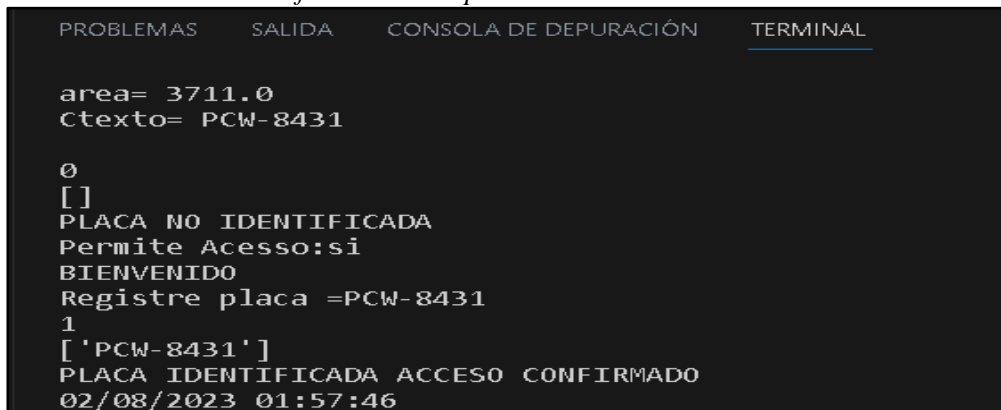 PROBLEMAS SALIDA CONSOLA DE DEPURACIÓN TERMINAL
area= 3711.0
Ctexto= PCW-8431
0
[]
PLACA NO IDENTIFICADA
Permite Acesso:si
BIENVENIDO
Registre placa =PCW-8431
1
['PCW-8431']
PLACA IDENTIFICADA ACCESO CONFIRMADO
02/08/2023 01:57:46